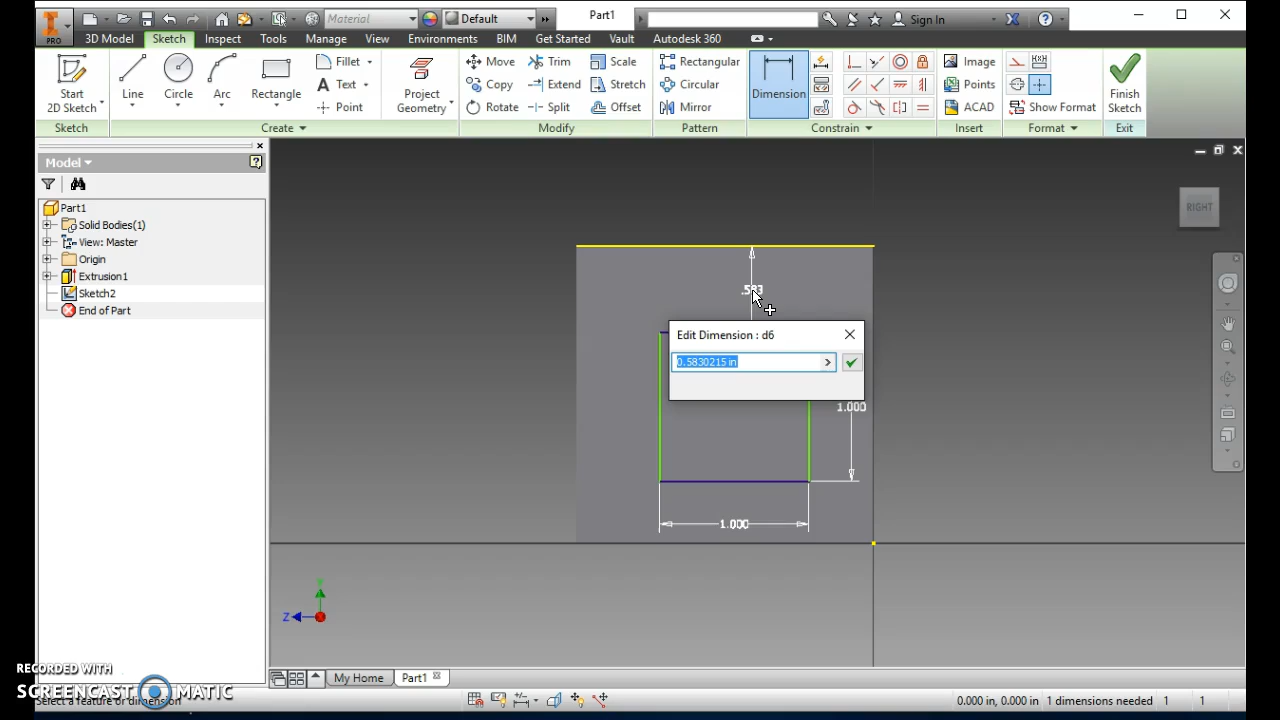 PRO
Material
Default
Part1
Sign In
3D Model
Sketch
Inspect
Tools
Manage
View
Environments
BIM
Get Started
Vault
Autodesk 360
Start
2D Sketch
Line
Circle
Arc
Rectangle
Fillet
Text
Point
Project
Geometry
Move
Copy
Rotate
Trim
Extend
Split
Scale
Stretch
Offset
Rectangular
Circular
Mirror
Dimension
Image
Points
ACAD
Show Format
Finish
Sketch
Sketch
Create
Modify
Pattern
Constrain
Insert
Format
Exit
Model
Part1
Solid Bodies(1)
View: Master
Origin
Extrusion1
Sketch2
End of Part
RIGHT
.583
Edit Dimension : d6
0.5830215 in
1.000
1.000
Z
RECORDED WITH
SCREENCAST MATIC
My Home
Part1
Select a feature or dimension
0.000 in, 0.000 in
1 dimensions needed
1
1